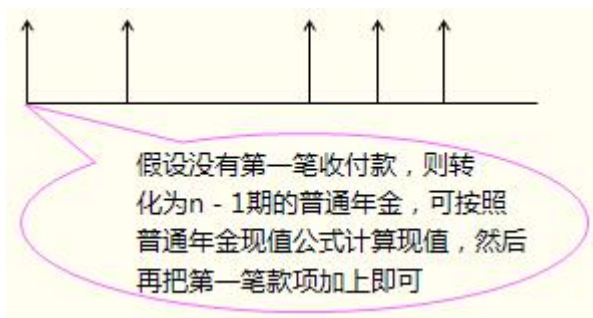 假设没有第一笔收付款，则转
化为n - 1期的普通年金，可按照
普通年金现值公式计算现值，然后
再把第一笔款项加上即可